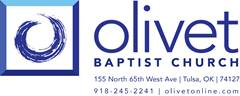 olivet
BAPTIST CHURCH
155 North 65th West Ave | Tulsa, OK | 74127
918-245-2241 | olivetonline.com